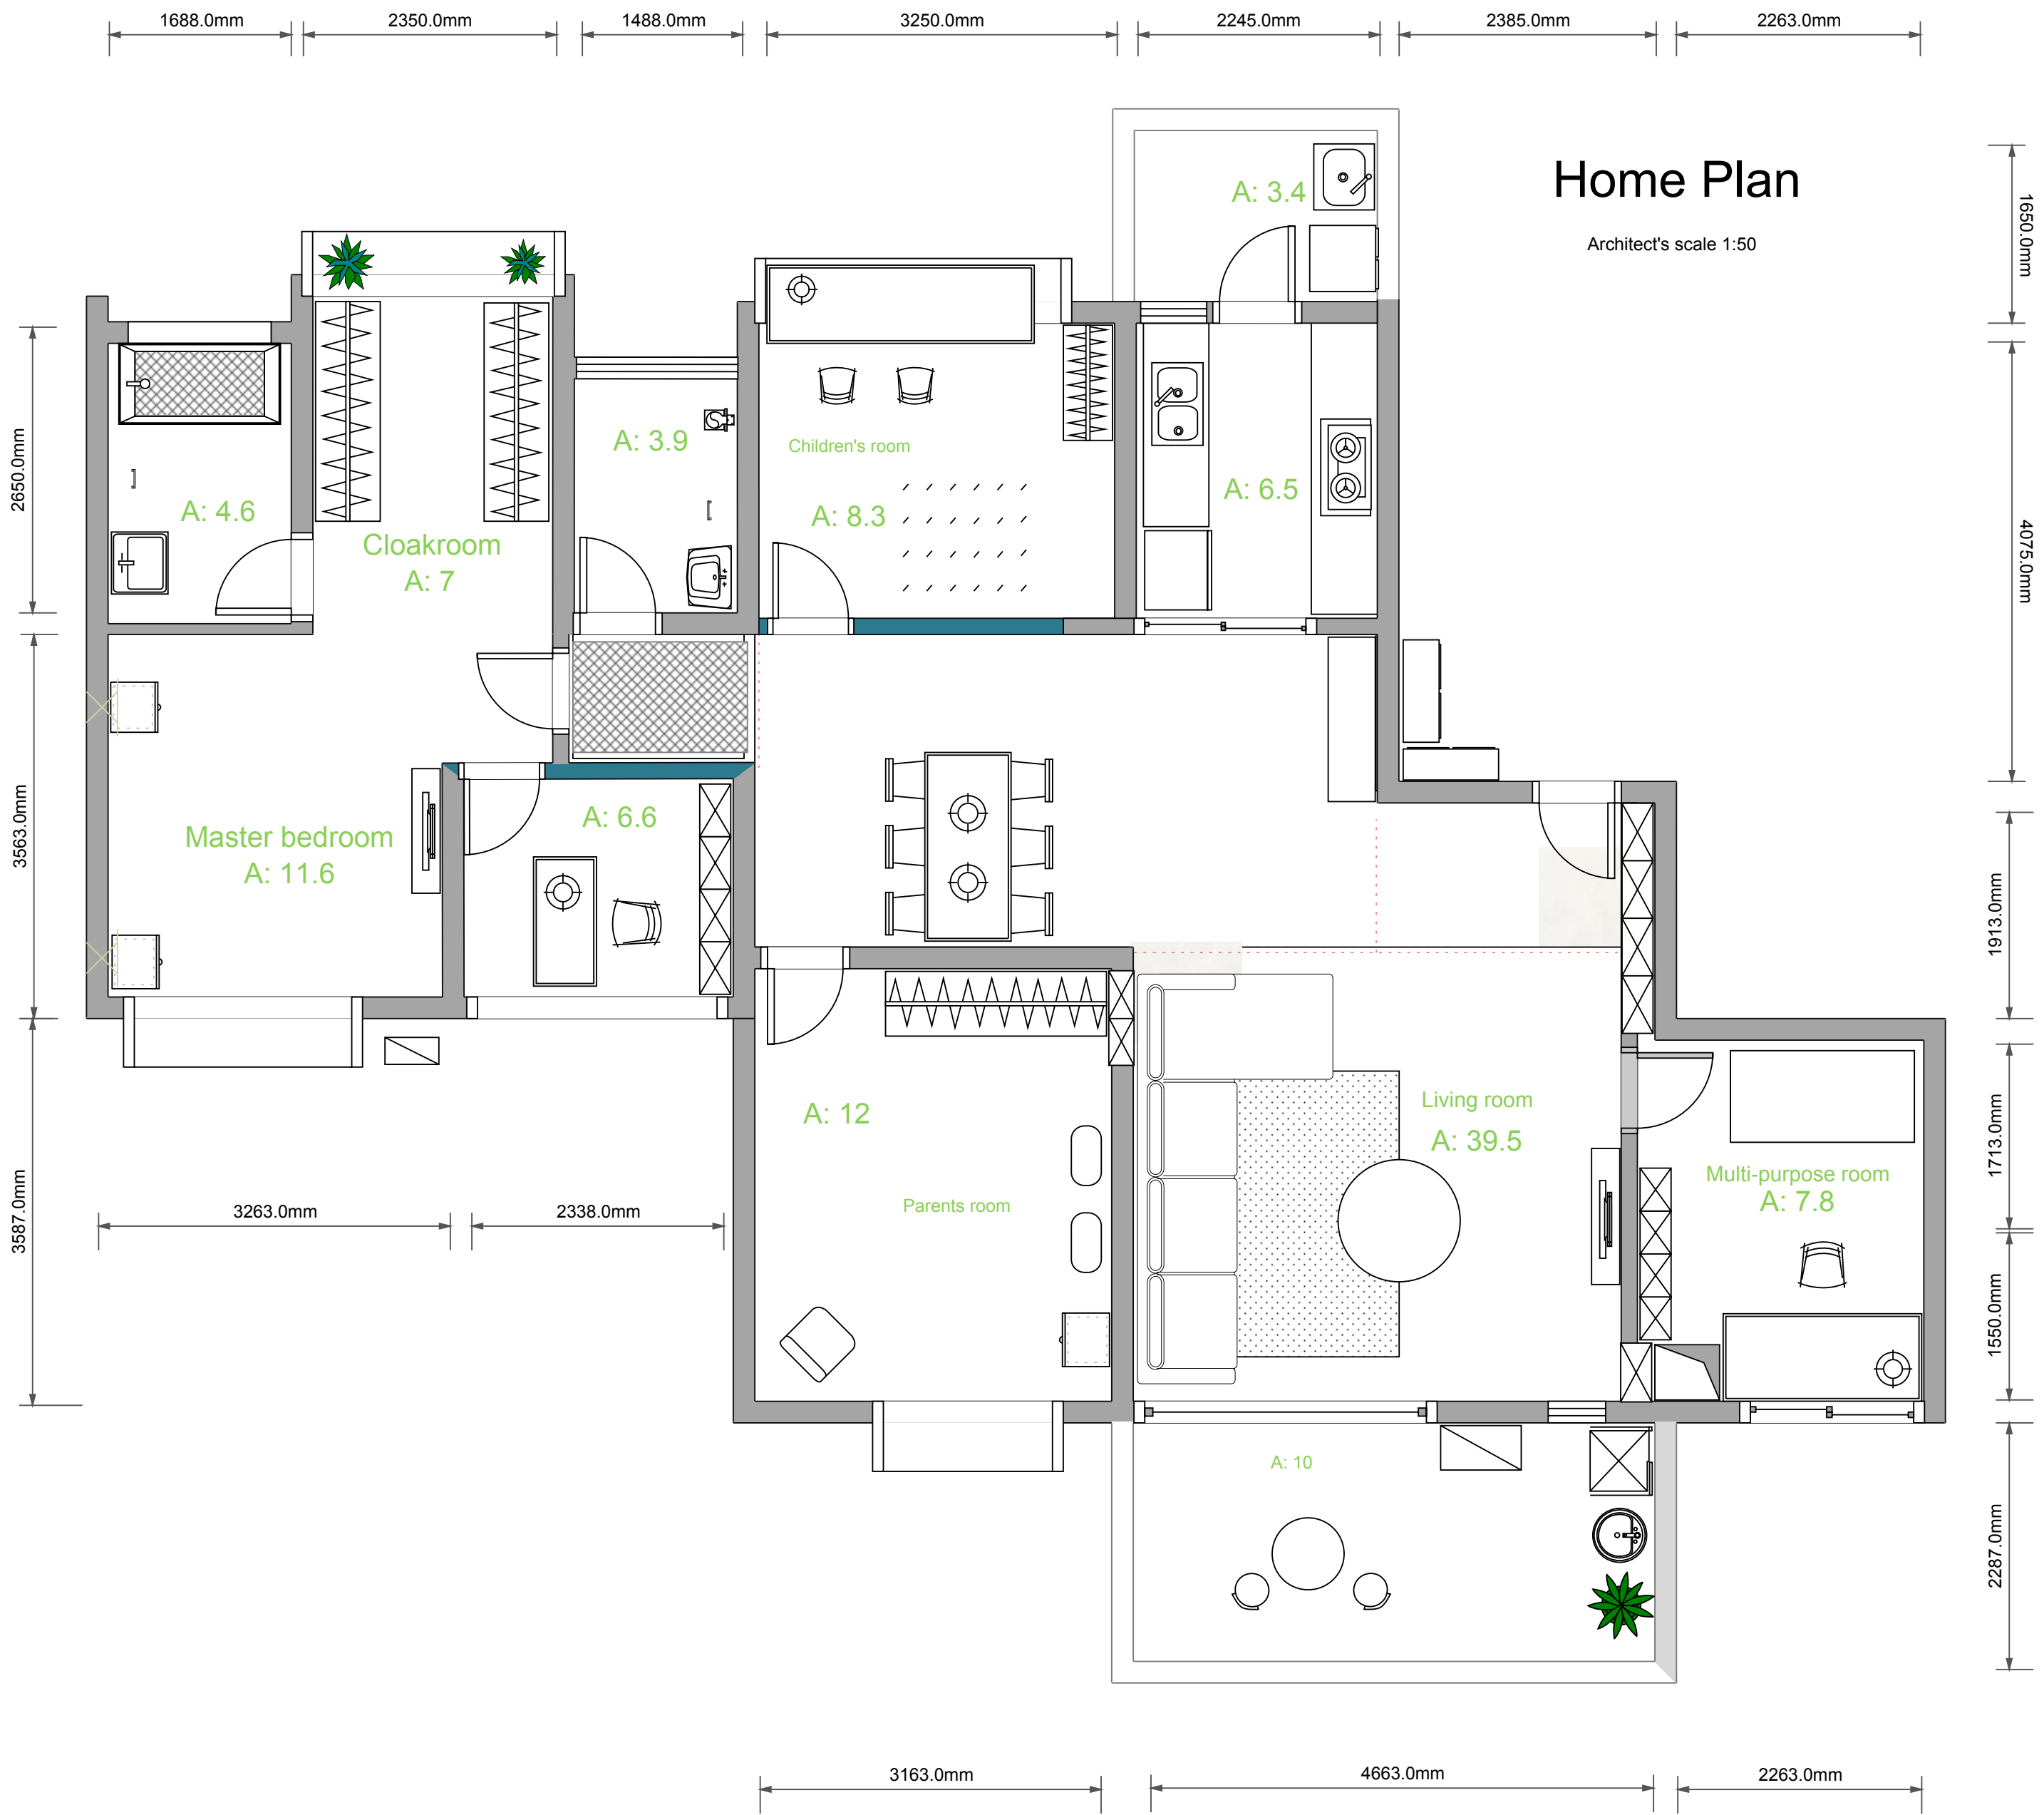 1688.0mm
2350.0mm
1488.0mm
3250.0mm
2245.0mm
2385.0mm
2263.0mm
Home Plan
Architect's scale 1:50
1650.0mm
A: 3.4
2650.0mm
4075.0mm
A: 4.6
Cloakroom
A: 7
A: 3.9
Children's room
A: 8.3
A: 6.5
3563.0mm
Master bedroom
A: 11.6
A: 6.6
1913.0mm
3587.0mm
A: 12
Parents room
Living room
A: 39.5
Multi-purpose room
A: 7.8
1713.0mm
1550.0mm
3263.0mm
2338.0mm
A: 10
2287.0mm
3163.0mm
4663.0mm
2263.0mm